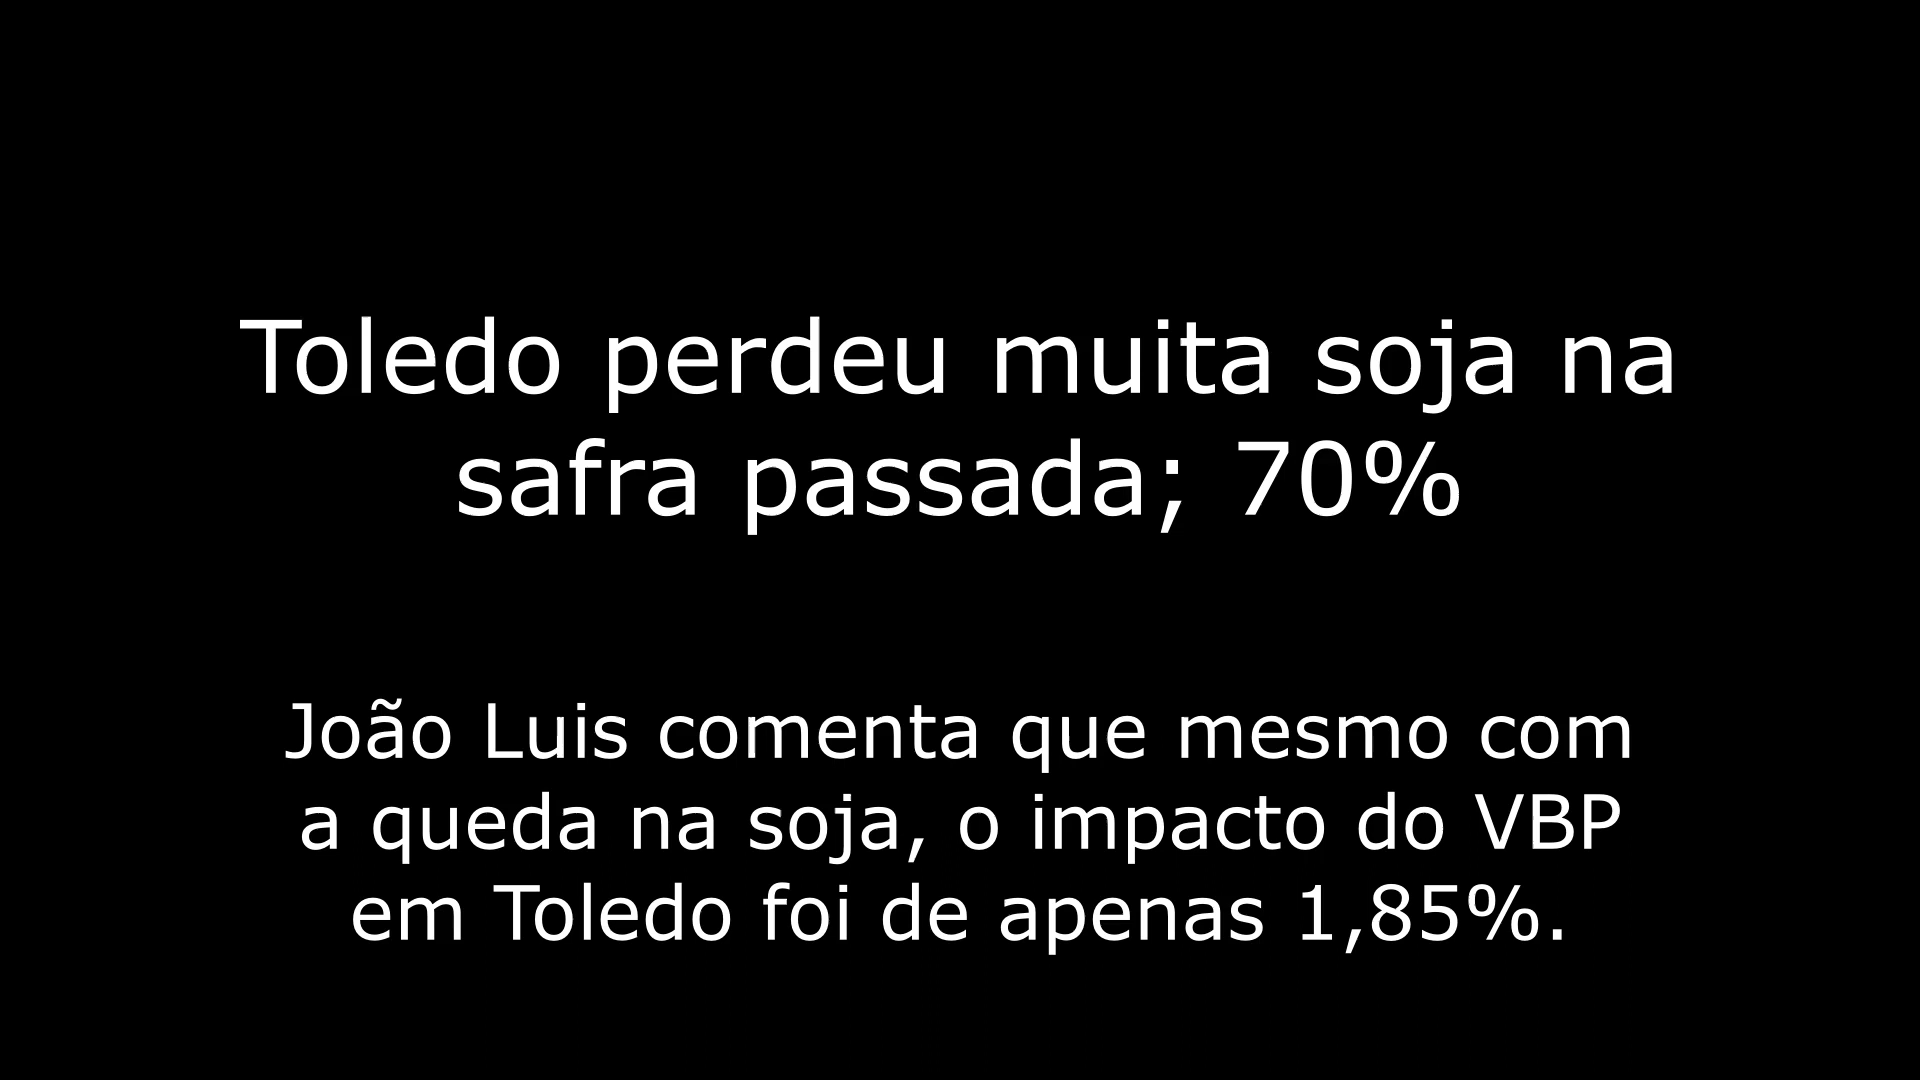 Toledo perdeu muita soja na
safra passada; 70%
João Luis comenta que mesmo com
a queda na soja, o impacto do VBP
em Toledo foi de apenas 1,85%.